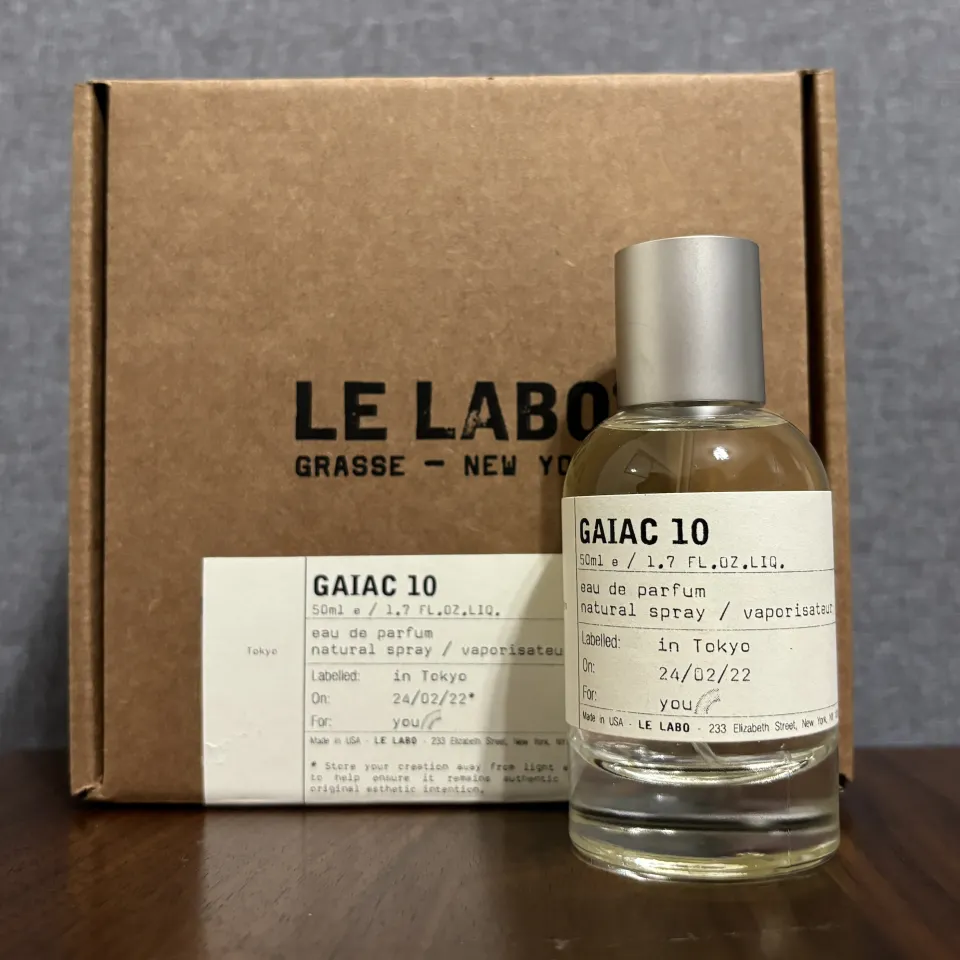 LE LABO
GRASSE — NEW YO
GAIAC 10
50ml e / 1.7 FL.OZ.LIQ.
eau de parfum
natural spray / vaporisateu
Tokyo
Labelled: in Tokyo
On: 24/02/22*
For: you
Made in USA - LE LABO - 233 Elizabeth Street, New York, NY
* Store your creation away from light
to help ensure it remains authentic
original esthetic intention.
GAIAC 10
50ml e / 1.7 FL.OZ.LIQ.
eau de parfum
natural spray / vaporisateur
Labelled: in Tokyo
On: 24/02/22
For: you
Made in USA - LE LABO - 233 Elizabeth Street, New York, NY